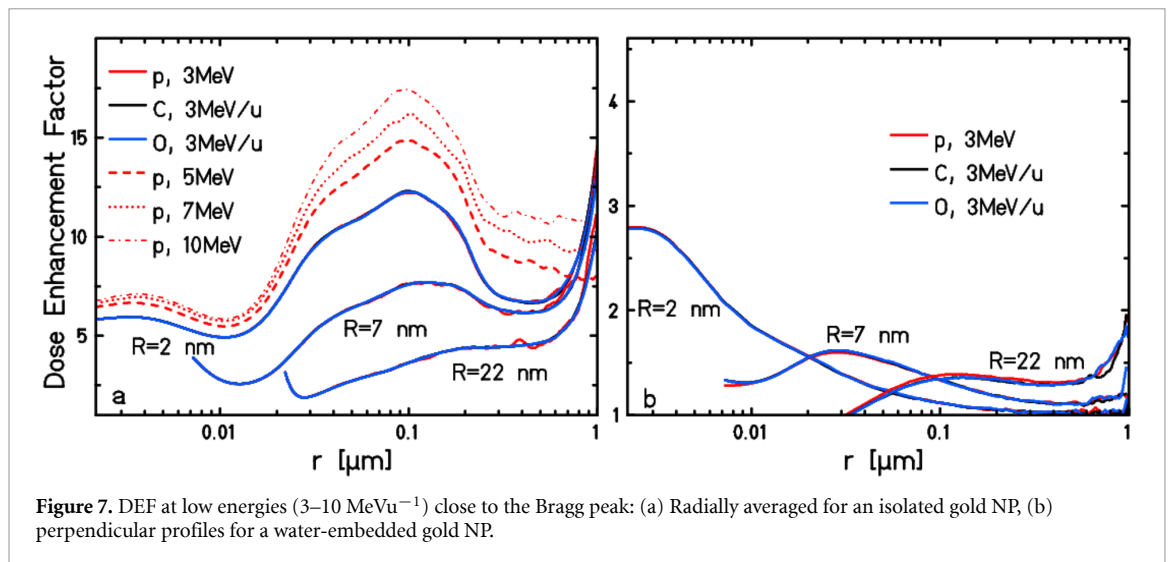 Dose Enhancement Factor
15
10
5
p, 3MeV
C, 3MeV/u
O, 3MeV/u
p, 5MeV
p, 7MeV
p, 10MeV
R=2 nm
R=7 nm
R=22 nm
a
0.01
0.1
1
r [μm]
4
3
2
1
p, 3MeV
C, 3MeV/u
O, 3MeV/u
R=2 nm
R=7 nm
R=22 nm
b
0.01
0.1
1
r [μm]
Figure 7. DEF at low energies (3–10 MeVu−1) close to the Bragg peak: (a) Radially averaged for an isolated gold NP, (b)
perpendicular profiles for a water-embedded gold NP.